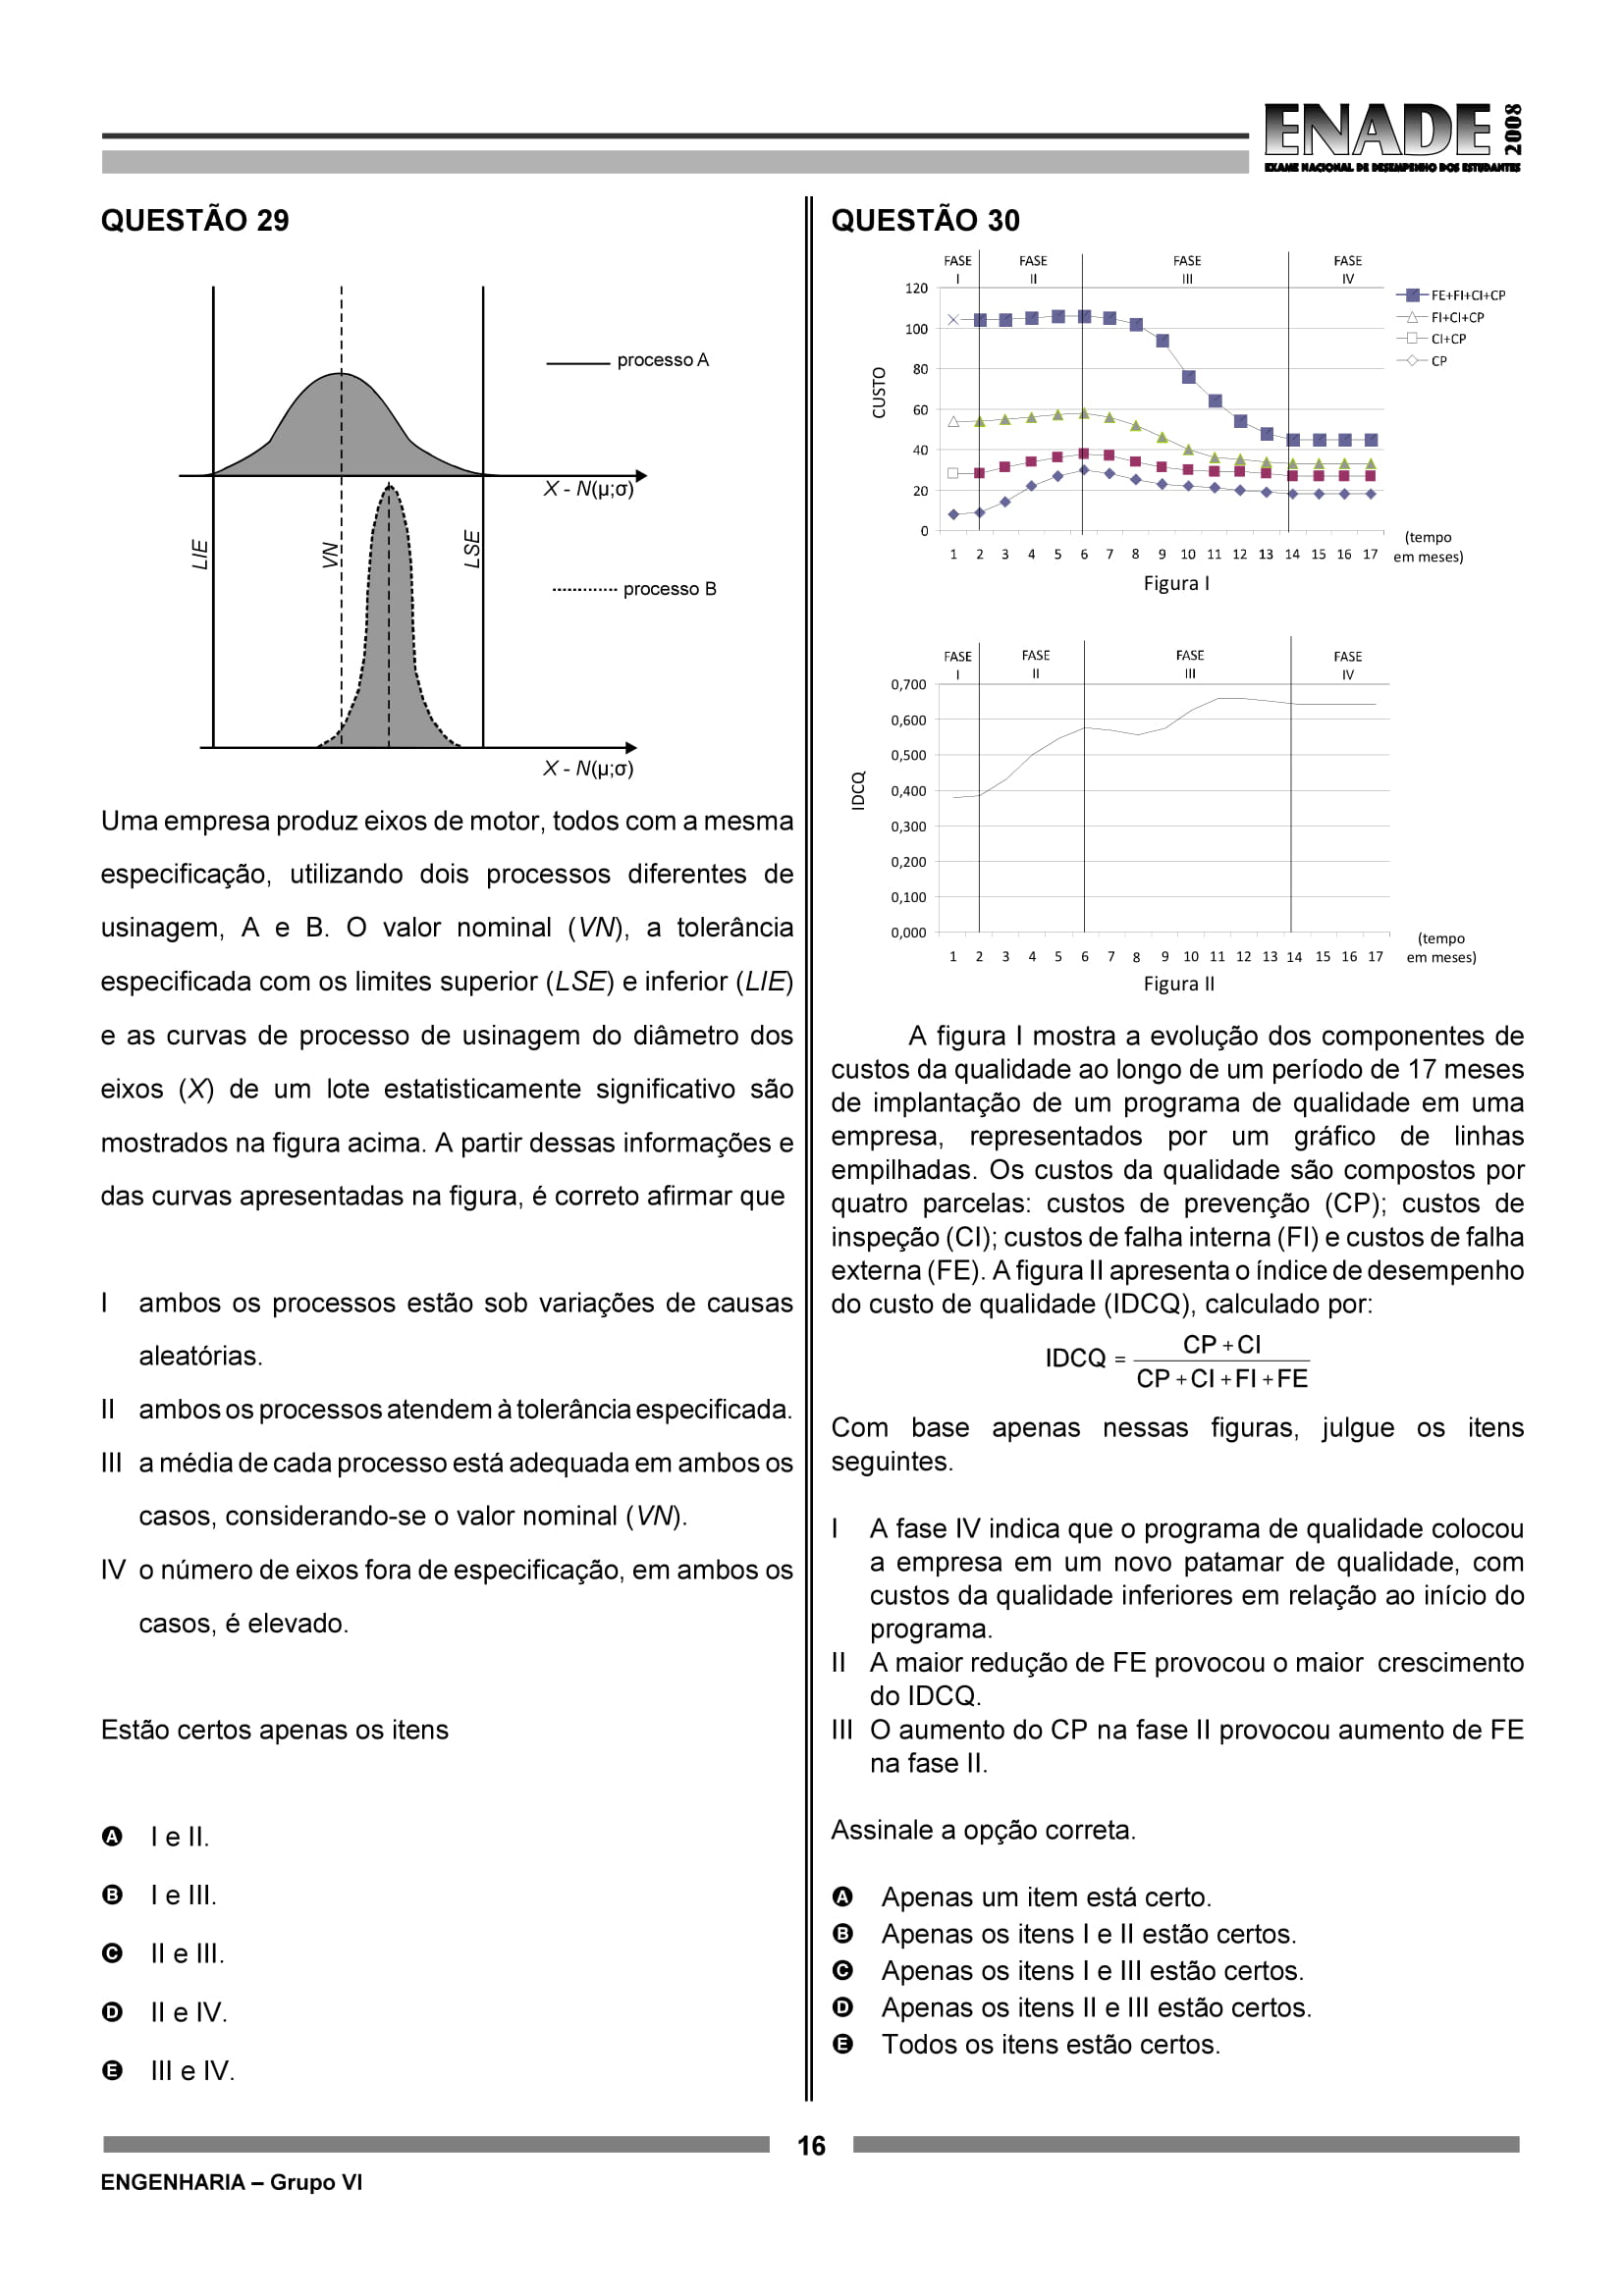 ENADE
2008
EXAME NACIONAL DE DESEMPENHO DOS ESTUDANTES
QUESTÃO 29
processo A
X - N(μ;σ)
LIE
VN
LSE
processo B
X - N(μ;σ)
Uma empresa produz eixos de motor, todos com a mesma
especificação, utilizando dois processos diferentes de
usinagem, A e B. O valor nominal (VN), a tolerância
especificada com os limites superior (LSE) e inferior (LIE)
e as curvas de processo de usinagem do diâmetro dos
eixos (X) de um lote estatisticamente significativo são
mostrados na figura acima. A partir dessas informações e
das curvas apresentadas na figura, é correto afirmar que
I ambos os processos estão sob variações de causas
aleatórias.
II ambos os processos atendem à tolerância especificada.
III a média de cada processo está adequada em ambos os
casos, considerando-se o valor nominal (VN).
IV o número de eixos fora de especificação, em ambos os
casos, é elevado.
Estão certos apenas os itens
A I e II.
B I e III.
C II e III.
D II e IV.
E III e IV.
QUESTÃO 30
FASE I FASE II FASE III FASE IV
120
100
80
60
40
20
0
CUSTO
FE+FI+CI+CP
FI+CI+CP
CI+CP
CP
1 2 3 4 5 6 7 8 9 10 11 12 13 14 15 16 17
(tempo
em meses)
Figura I
FASE I FASE II FASE III FASE IV
0,700
0,600
0,500
0,400
0,300
0,200
0,100
0,000
IDCQ
1 2 3 4 5 6 7 8 9 10 11 12 13 14 15 16 17
(tempo
em meses)
Figura II
A figura I mostra a evolução dos componentes de
custos da qualidade ao longo de um período de 17 meses
de implantação de um programa de qualidade em uma
empresa, representados por um gráfico de linhas
empilhadas. Os custos da qualidade são compostos por
quatro parcelas: custos de prevenção (CP); custos de
inspeção (CI); custos de falha interna (FI) e custos de falha
externa (FE). A figura II apresenta o índice de desempenho
do custo de qualidade (IDCQ), calculado por:
IDCQ = CP + CI
CP + CI + FI + FE
Com base apenas nessas figuras, julgue os itens
seguintes.
I A fase IV indica que o programa de qualidade colocou
a empresa em um novo patamar de qualidade, com
custos da qualidade inferiores em relação ao início do
programa.
II A maior redução de FE provocou o maior crescimento
do IDCQ.
III O aumento do CP na fase II provocou aumento de FE
na fase II.
Assinale a opção correta.
A Apenas um item está certo.
B Apenas os itens I e II estão certos.
C Apenas os itens I e III estão certos.
D Apenas os itens II e III estão certos.
E Todos os itens estão certos.
16
ENGENHARIA – Grupo VI